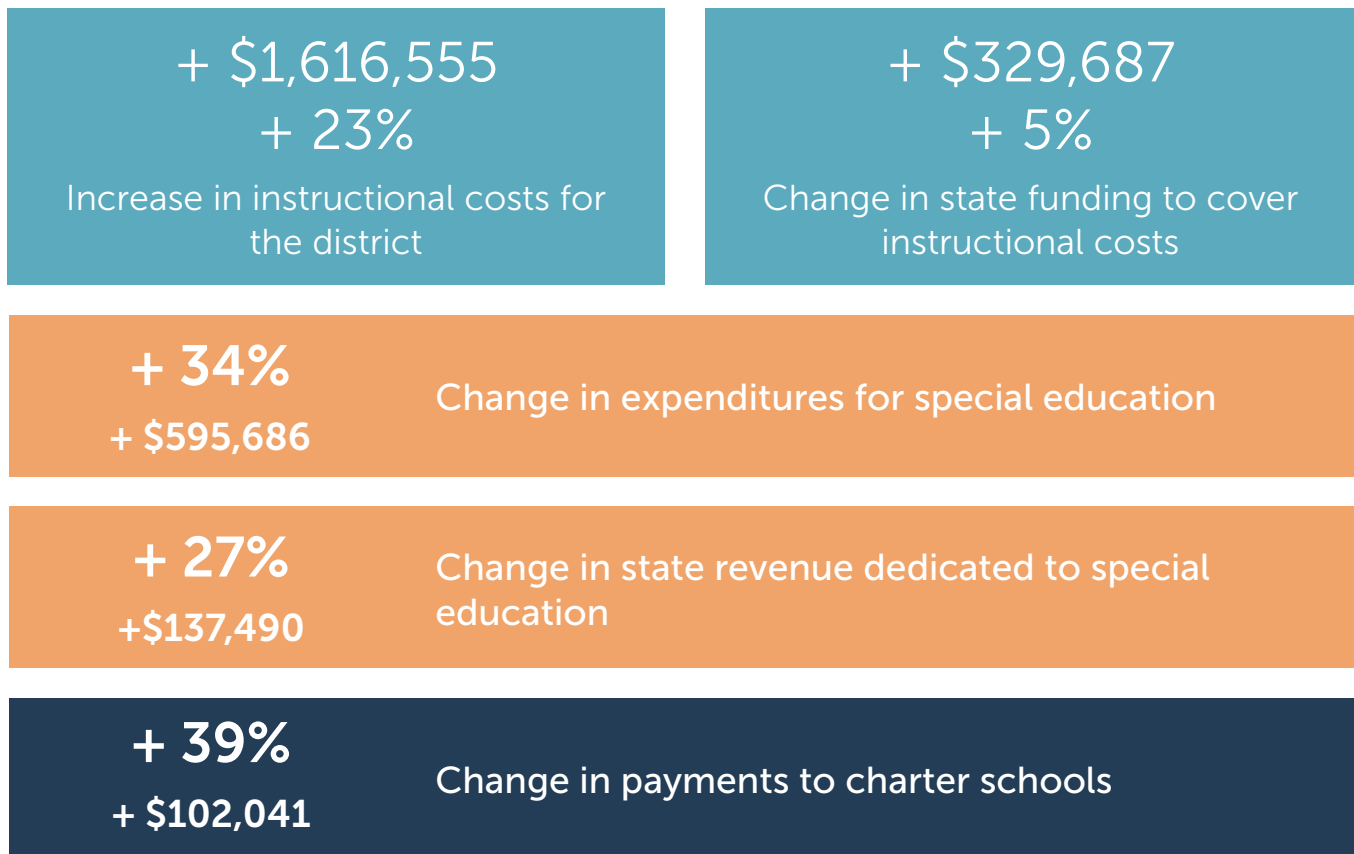 + $1,616,555
+ 23%
Increase in instructional costs for
the district
+ $329,687
+ 5%
Change in state funding to cover
instructional costs
+ 34%
+ $595,686
Change in expenditures for special education
+ 27%
+$137,490
Change in state revenue dedicated to special
education
+ 39%
+ $102,041
Change in payments to charter schools